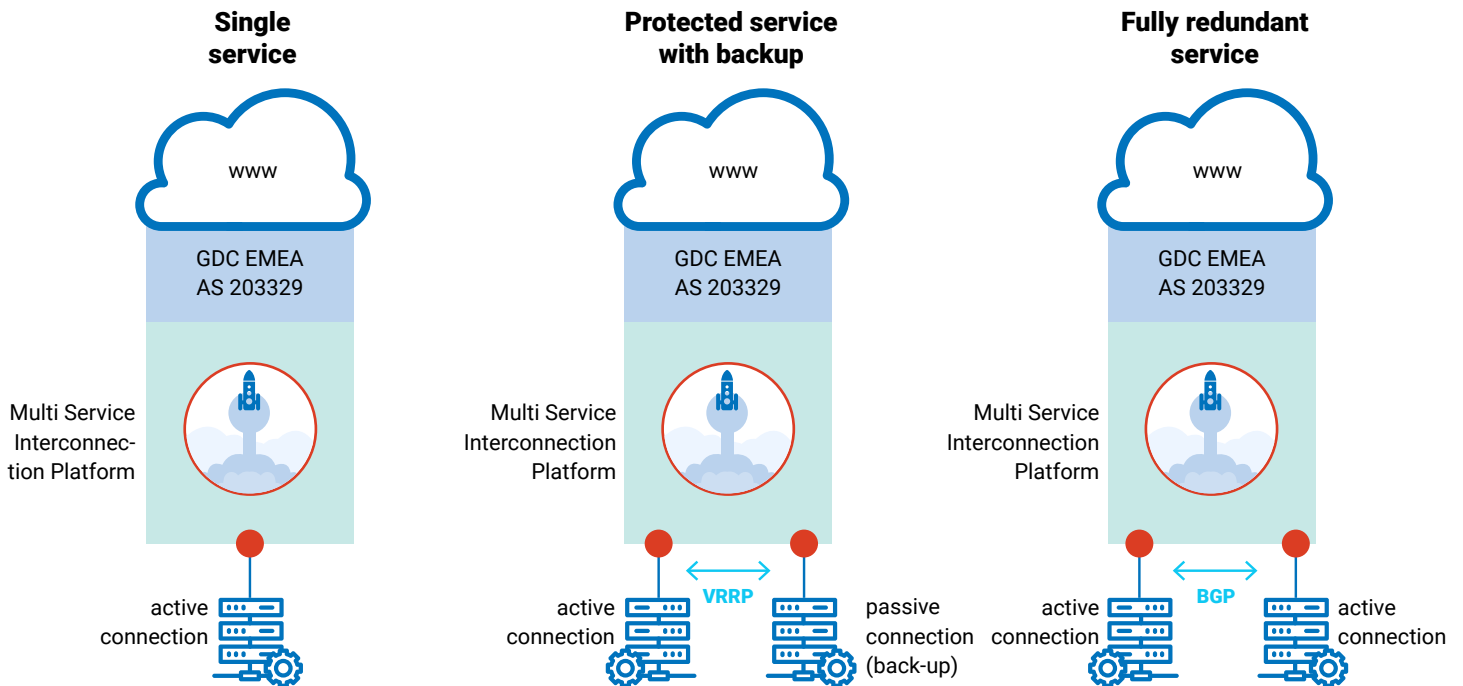 Single
service
www
GDC EMEA
AS 203329
Multi Service
Interconnec-
tion Platform
active
connection
Protected service
with backup
www
GDC EMEA
AS 203329
Multi Service
Interconnection
Platform
active
connection
VRRP
passive
connection
(back-up)
Fully redundant
service
www
GDC EMEA
AS 203329
Multi Service
Interconnection
Platform
active
connection
BGP
active
connection